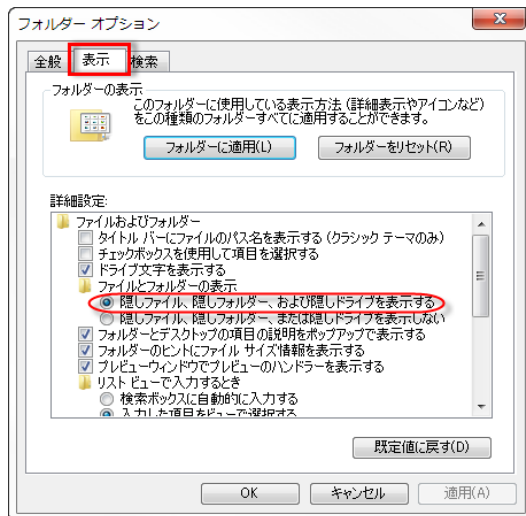 フォルダー オプション
全般
表示
検索
フォルダーの表示
このフォルダーに使用している表示方法 (詳細表示やアイコンなど)
をこの種類のフォルダーすべてに適用することができます。
フォルダーに適用(L)
フォルダーをリセット(R)
詳細設定:
ファイルおよびフォルダー
タイトル バーにファイルのパス名を表示する (クラシック テーマのみ)
チェックボックスを使用して項目を選択する
ドライブ文字を表示する
ファイルとフォルダーの表示
隠しファイル、隠しフォルダー、および隠しドライブを表示する
隠しファイル、隠しフォルダー、または隠しドライブを表示しない
フォルダーとデスクトップの項目の説明をポップアップで表示する
フォルダーのヒントにファイル サイズ情報を表示する
プレビューウィンドウでプレビューのハンドラーを表示する
リスト ビューで入力するとき
検索ボックスに自動的に入力する
入力した項目をビューで選択する
既定値に戻す(D)
OK
キャンセル
適用(A)